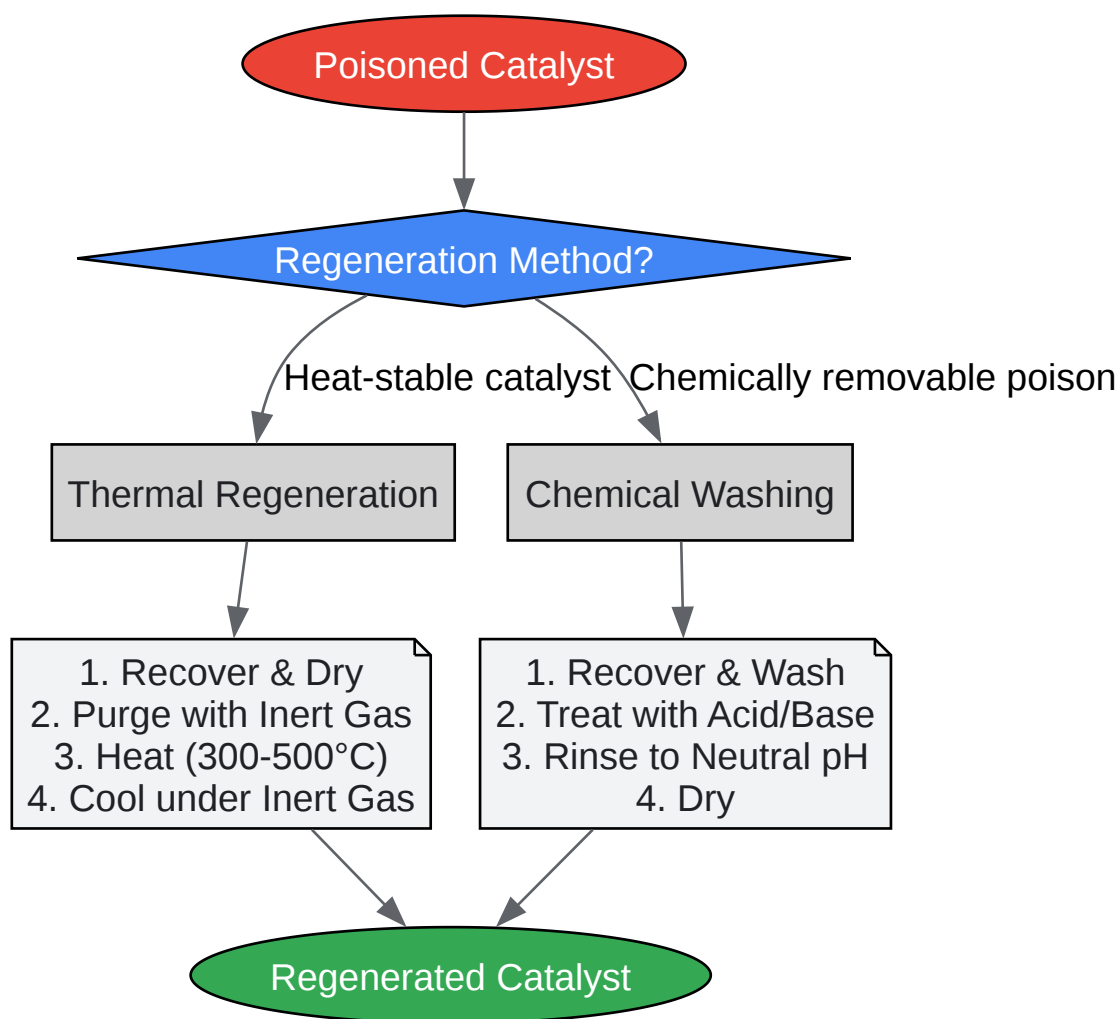 Poisoned Catalyst
Regeneration Method?
Heat-stable catalyst
Chemically removable poison
Thermal Regeneration
Chemical Washing
1. Recover & Dry
2. Purge with Inert Gas
3. Heat (300-500°C)
4. Cool under Inert Gas
1. Recover & Wash
2. Treat with Acid/Base
3. Rinse to Neutral pH
4. Dry
Regenerated Catalyst